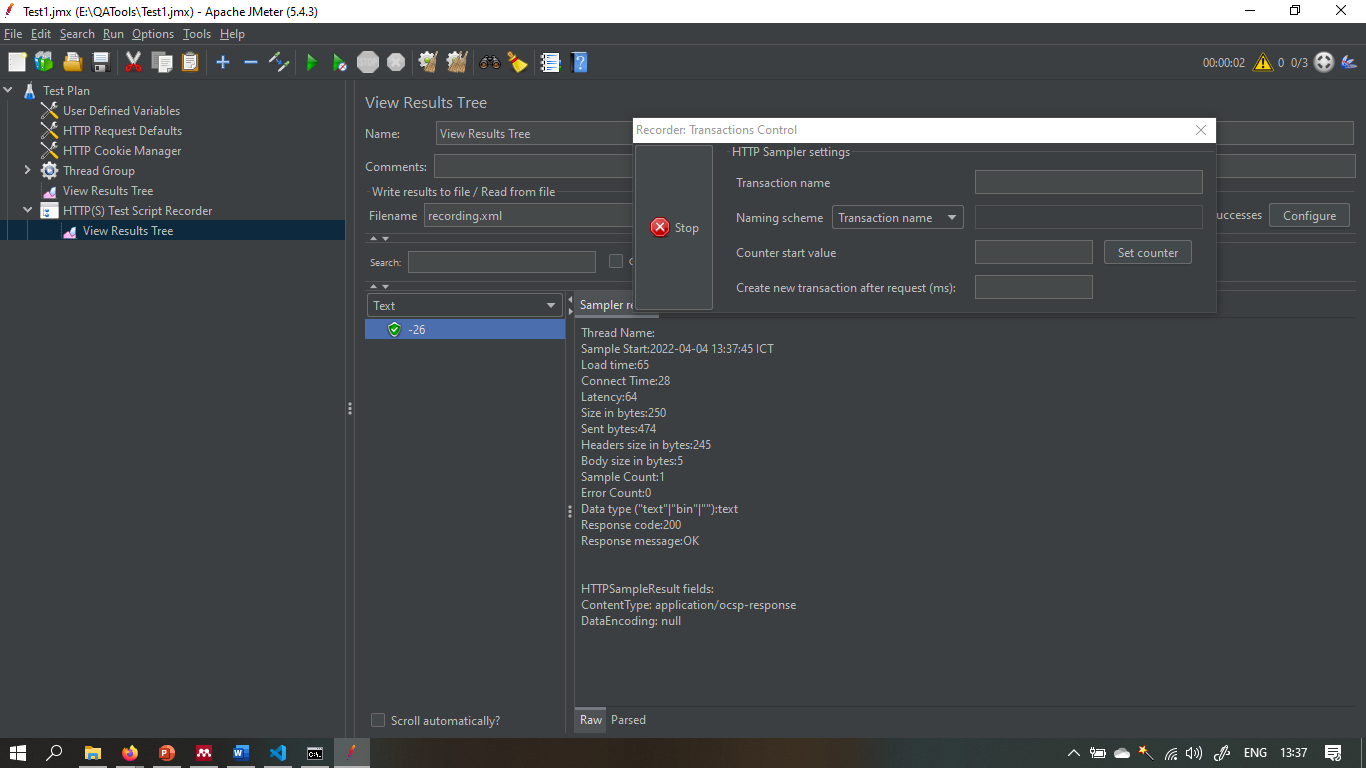 Test1.jmx (E:\QATools\Test1.jmx) - Apache JMeter (5.4.3)
File Edit Search Run Options Tools Help
STOP
00:00:02 0 0/3
Test Plan
User Defined Variables
HTTP Request Defaults
HTTP Cookie Manager
Thread Group
View Results Tree
HTTP(S) Test Script Recorder
View Results Tree
View Results Tree
Name: View Results Tree
Comments:
Write results to file / Read from file
Filename recording.xml
uccesses Configure
Search:
Text
-26
Scroll automatically?
Recorder: Transactions Control
Stop
HTTP Sampler settings
Transaction name
Naming scheme Transaction name
Counter start value Set counter
Create new transaction after request (ms):
Sampler re
Thread Name:
Sample Start:2022-04-04 13:37:45 ICT
Load time:65
Connect Time:28
Latency:64
Size in bytes:250
Sent bytes:474
Headers size in bytes:245
Body size in bytes:5
Sample Count:1
Error Count:0
Data type ("text"|"bin"|""):text
Response code:200
Response message:OK
HTTPSampleResult fields:
ContentType: application/ocsp-response
DataEncoding: null
Raw Parsed
ENG 13:37